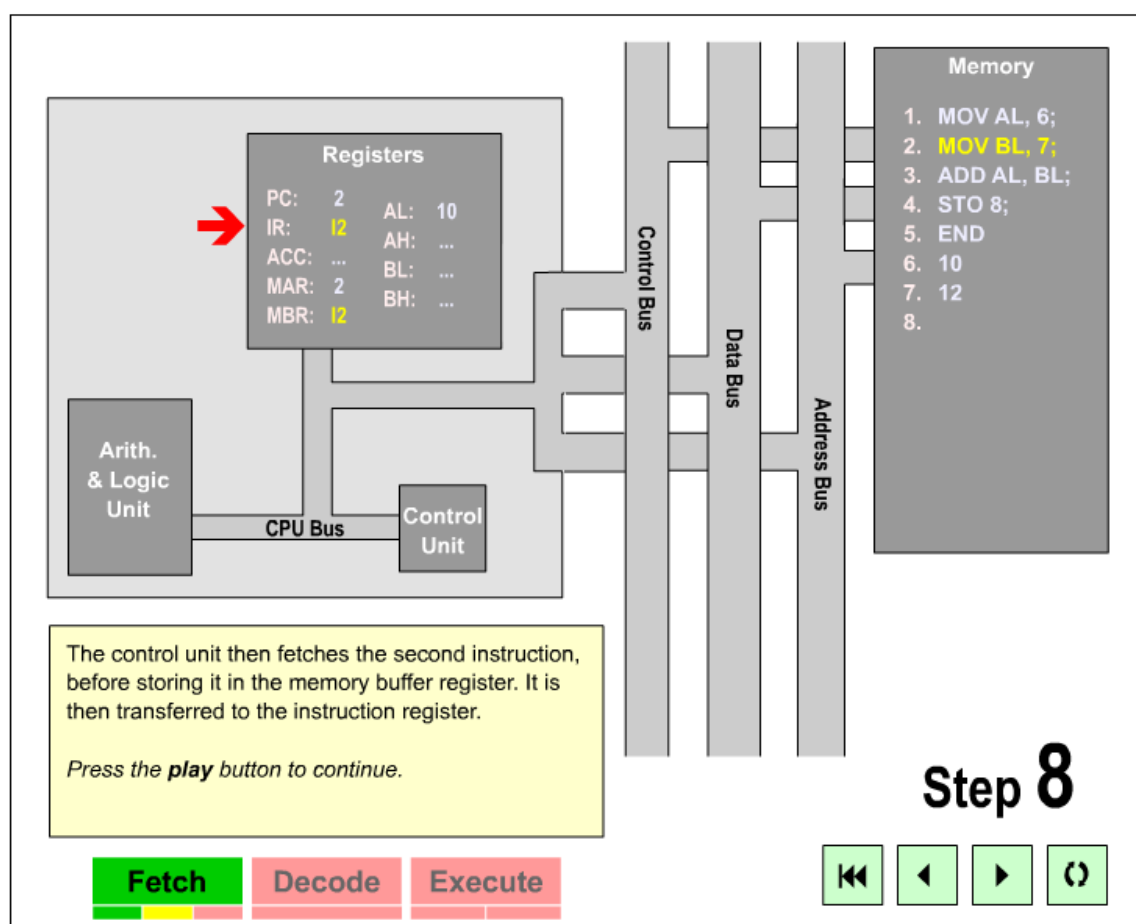 Memory
1. MOV AL, 6;
2. MOV BL, 7;
3. ADD AL, BL;
4. STO 8;
5. END
6. 10
7. 12
8.
Registers
PC: 2
IR: I2
ACC: ...
MAR: 2
MBR: I2
AL: 10
AH: ...
BL: ...
BH: ...
Control Bus
Data Bus
Address Bus
Arith.
& Logic
Unit
CPU Bus
Control
Unit
The control unit then fetches the second instruction,
before storing it in the memory buffer register. It is
then transferred to the instruction register.
Press the play button to continue.
Step 8
Fetch
Decode
Execute